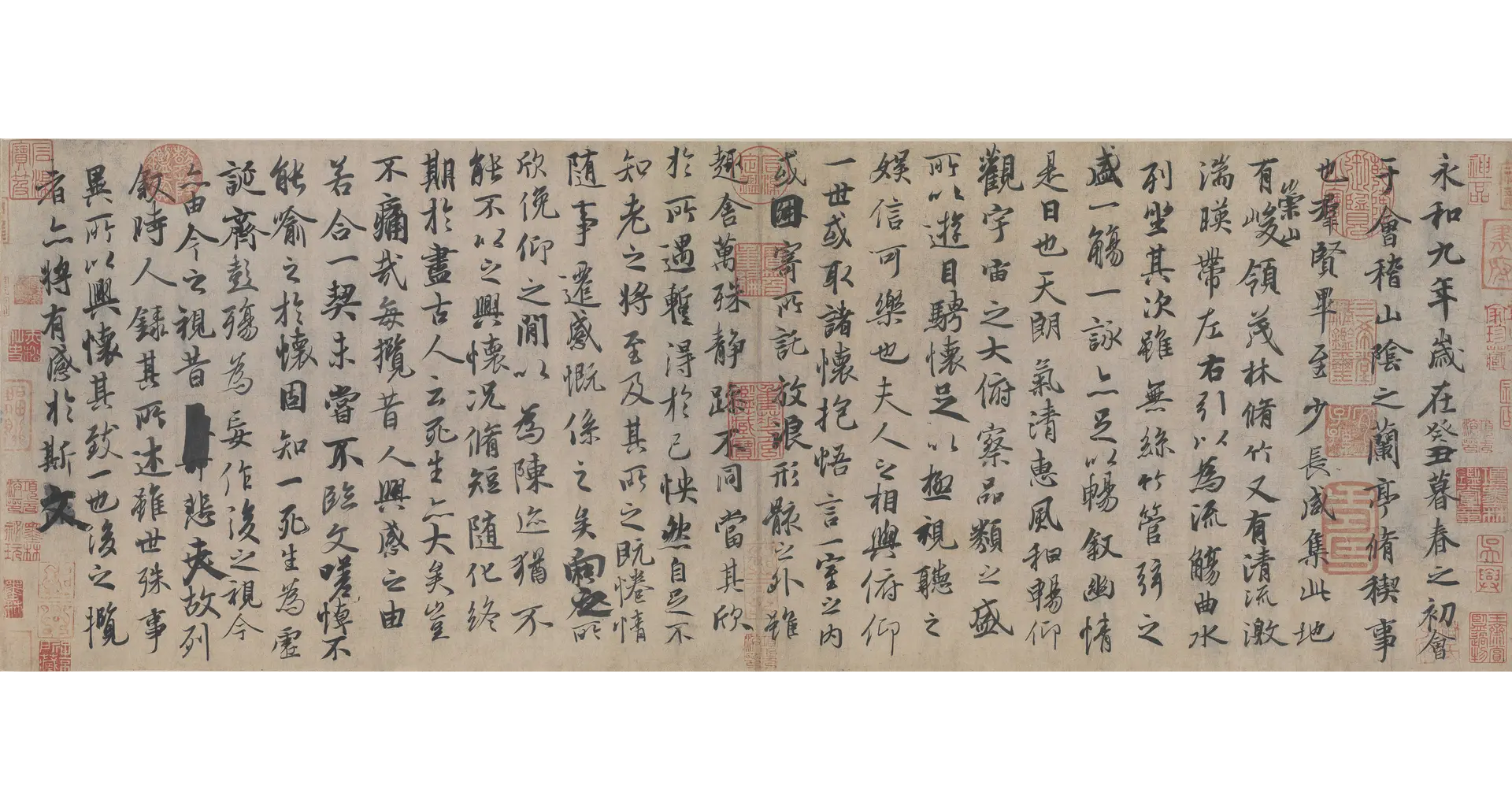 永和九年歲在癸丑暮春之初會
于會稽山陰之蘭亭脩稧事
也羣賢畢至少長咸集此地
有崇山峻領茂林脩竹又有清流激
湍暎帶左右引以為流觴曲水
列坐其次雖無絲竹管弦之
盛一觴一詠亦足以暢叙幽情
是日也天朗氣清惠風和暢仰
觀宇宙之大俯察品類之盛
所以遊目騁懷足以極視聽之
娛信可樂也夫人之相與俯仰
一世或取諸懷抱悟言一室之內
或因寄所託放浪形骸之外雖
趣舍萬殊靜躁不同當其欣
於所遇蹔得於己怏然自足不
知老之將至及其所之既惓情
隨事遷感慨係之矣向之所
欣俛仰之閒以為陳迹猶不
能不以之興懷況脩短隨化終
期於盡古人云死生亦大矣豈
不痛哉每攬昔人興感之由
若合一契未嘗不臨文嗟悼不
能喻之於懷固知一死生為虛
誕齊彭殤為妄作後之視今
亦由今之視昔悲夫故列
叙時人錄其所述雖世殊事
異所以興懷其致一也後之攬
者亦將有感於斯文